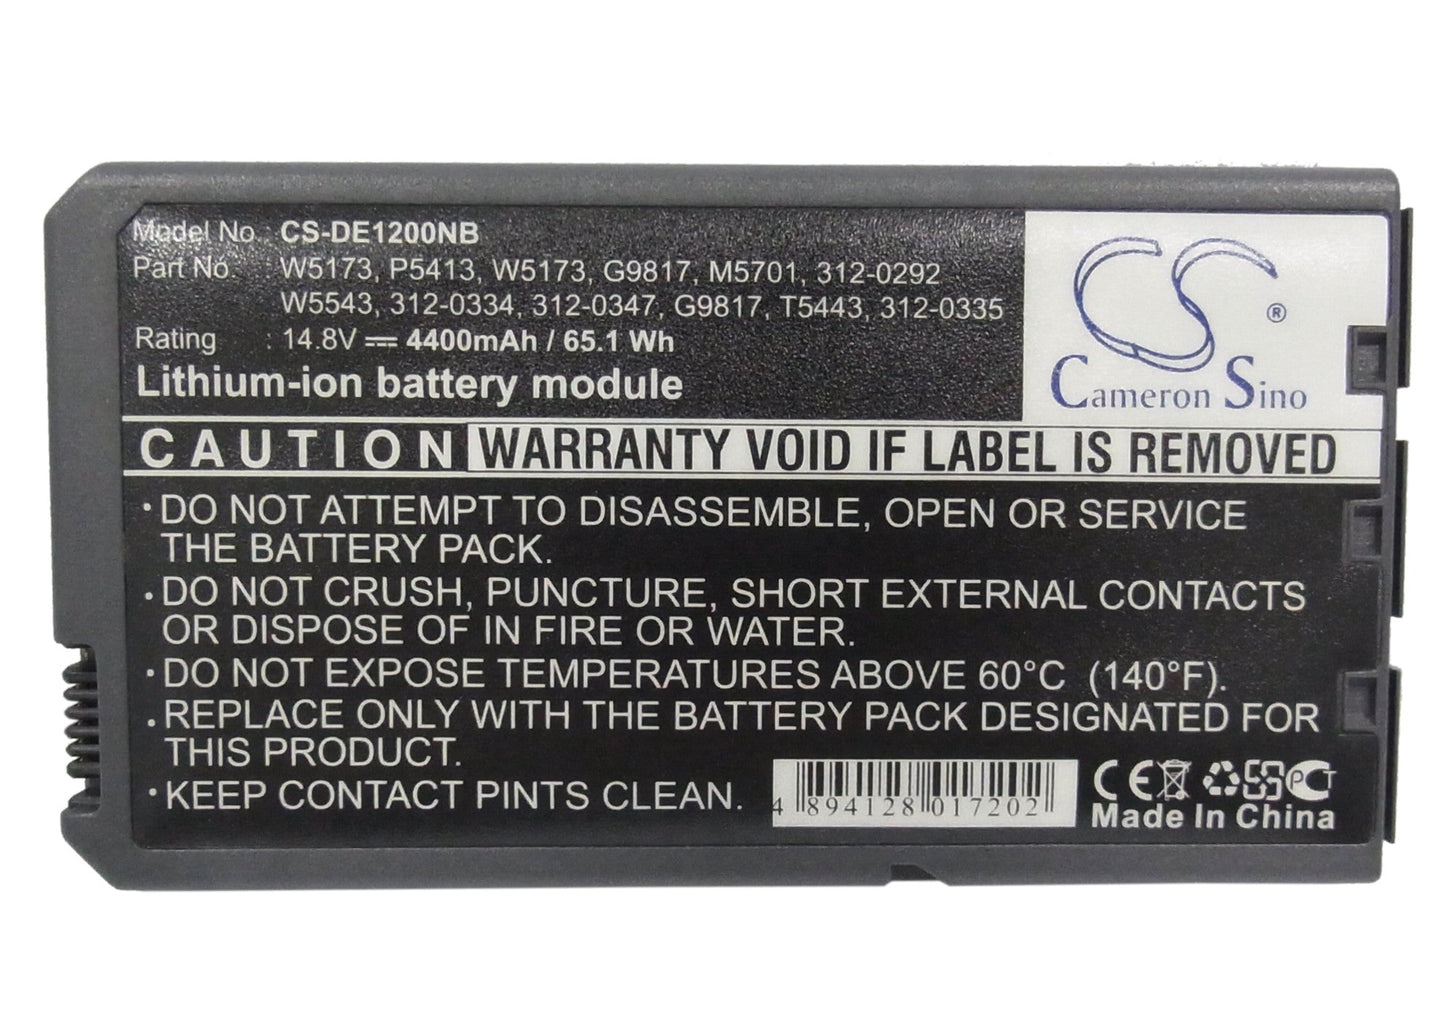 Model No : CS-DE1200NB
Part No. : W5173, P5413, W5173, G9817, M5701, 312-0292
W5543, 312-0334, 312-0347, G9817, T5443, 312-0335
Rating : 14.8V ⎓ 4400mAh / 65.1 Wh
Lithium-ion battery module
CS ®
Cameron Sino
CAUTION WARRANTY VOID IF LABEL IS REMOVED
• DO NOT ATTEMPT TO DISASSEMBLE, OPEN OR SERVICE
THE BATTERY PACK.
• DO NOT CRUSH, PUNCTURE, SHORT EXTERNAL CONTACTS
OR DISPOSE OF IN FIRE OR WATER.
• DO NOT EXPOSE TEMPERATURES ABOVE 60°C (140°F).
• REPLACE ONLY WITH THE BATTERY PACK DESIGNATED FOR
THIS PRODUCT.
• KEEP CONTACT PINTS CLEAN.
4 894128 017202
CE PCT
Made In China